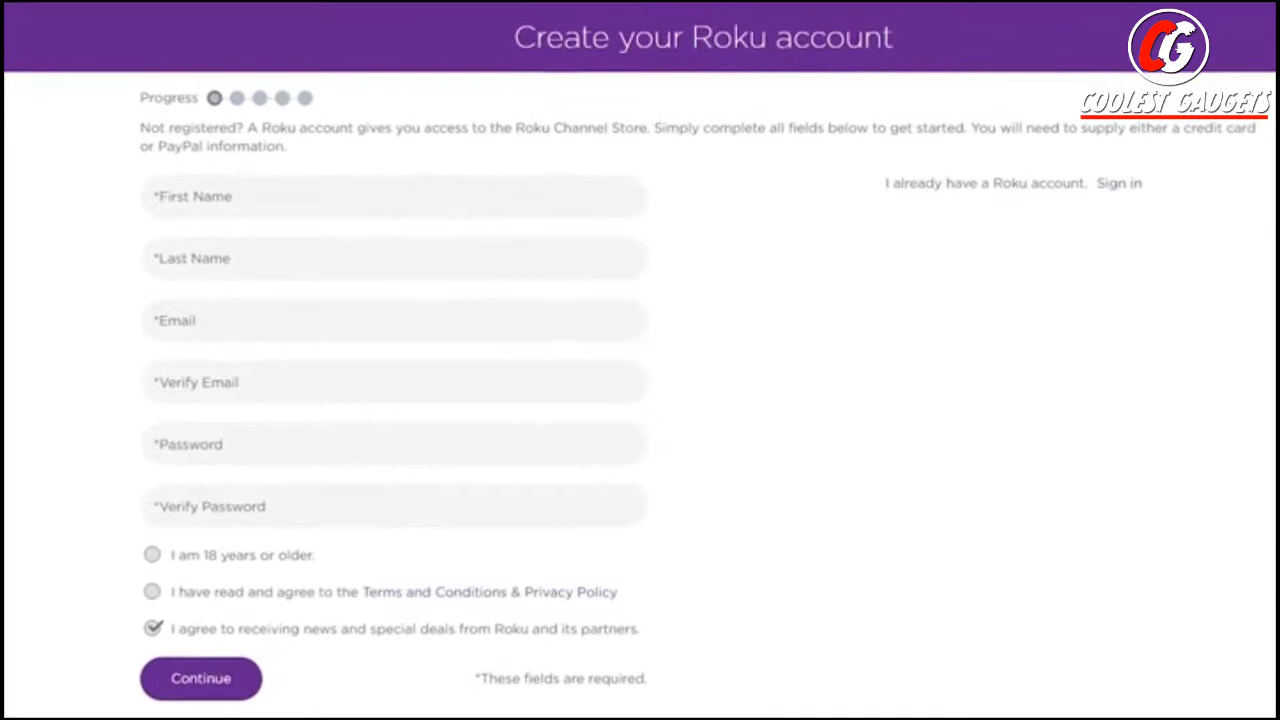 Create your Roku account
CG
COOLEST GADGETS
Progress
Not registered? A Roku account gives you access to the Roku Channel Store. Simply complete all fields below to get started. You will need to supply either a credit card
or PayPal information.
I already have a Roku account. Sign in
*First Name
*Last Name
*Email
*Verify Email
*Password
*Verify Password
I am 18 years or older.
I have read and agree to the Terms and Conditions & Privacy Policy
I agree to receiving news and special deals from Roku and its partners.
Continue
*These fields are required.